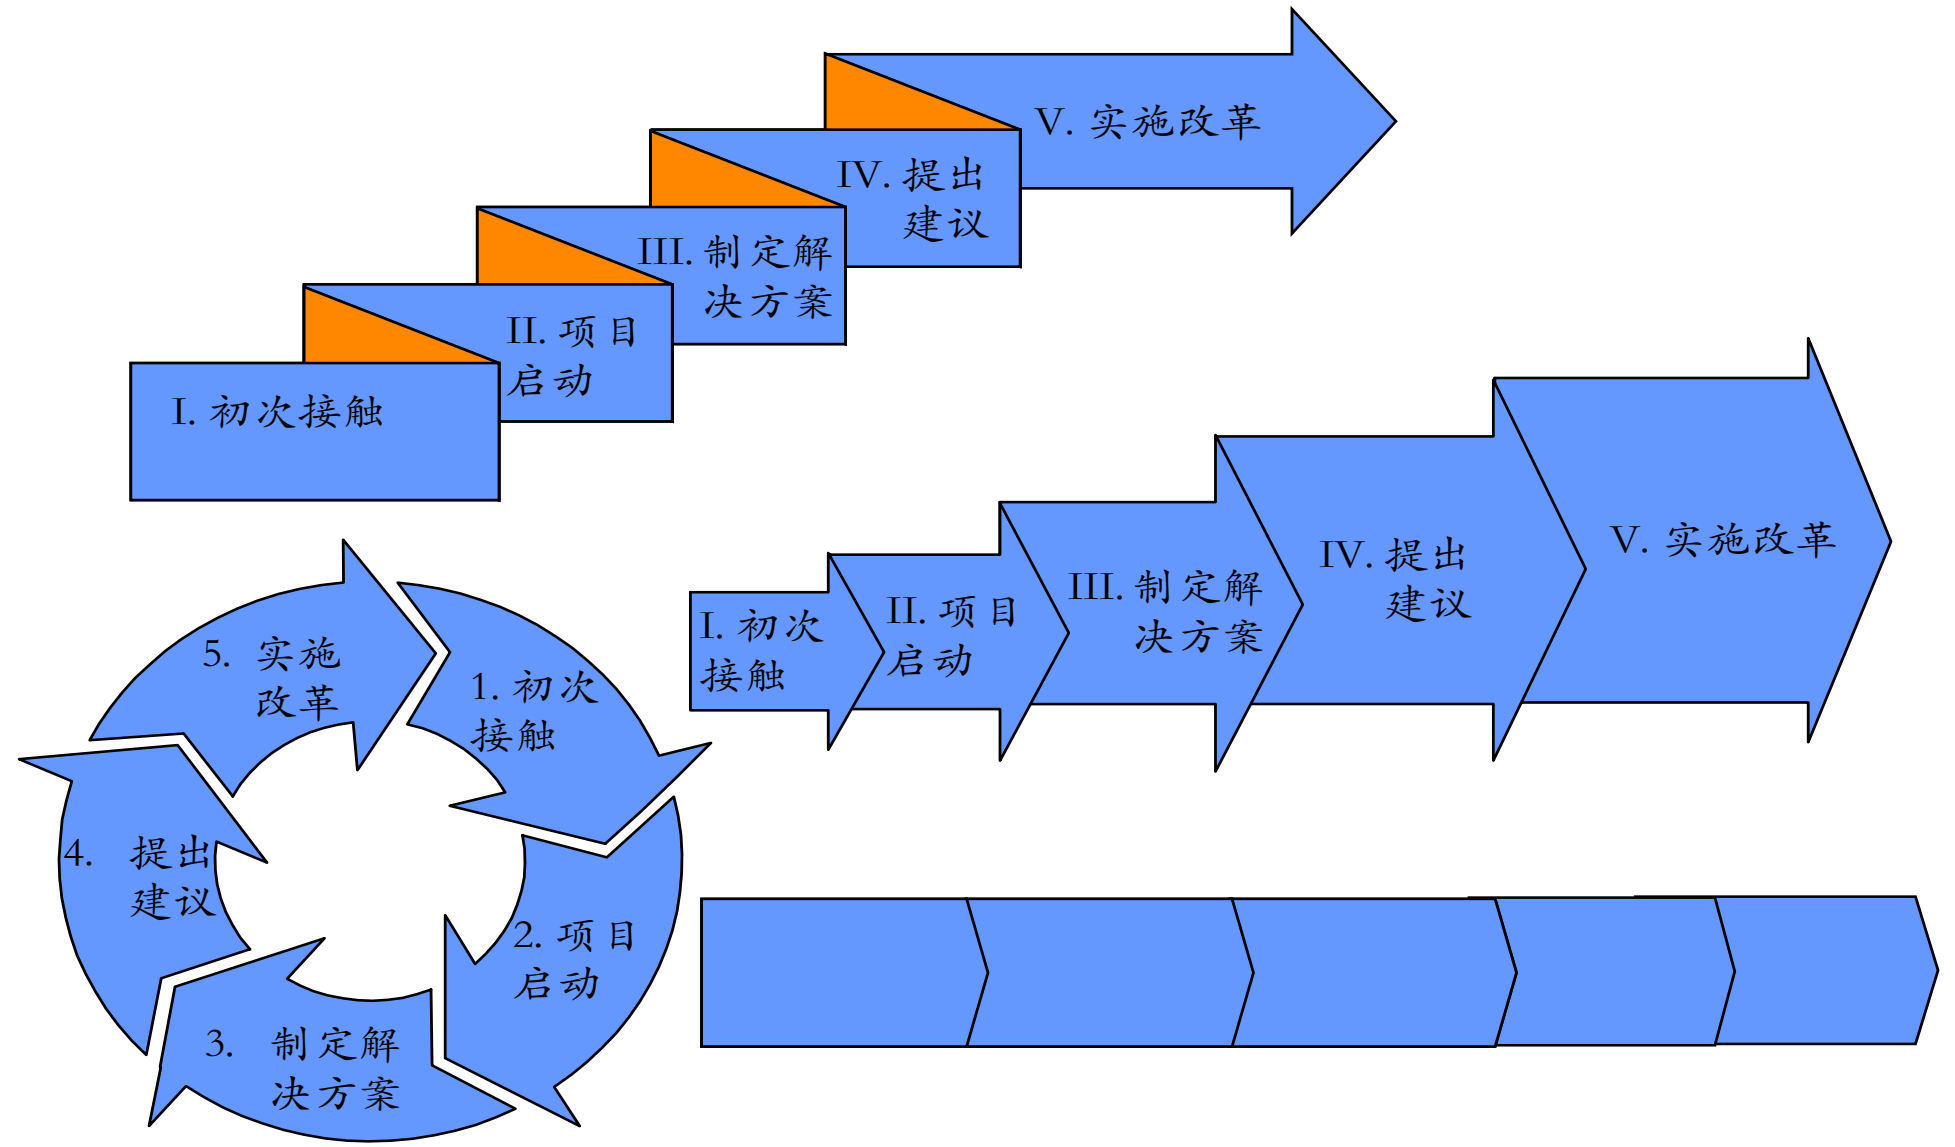 V. 实施改革
IV. 提出
建议
III. 制定解
决方案
II. 项目
启动
I. 初次接触
I. 初次
接触
II. 项目
启动
III. 制定解
决方案
IV. 提出
建议
V. 实施改革
5. 实施
改革
1. 初次
接触
4. 提出
建议
2. 项目
启动
3. 制定解
决方案